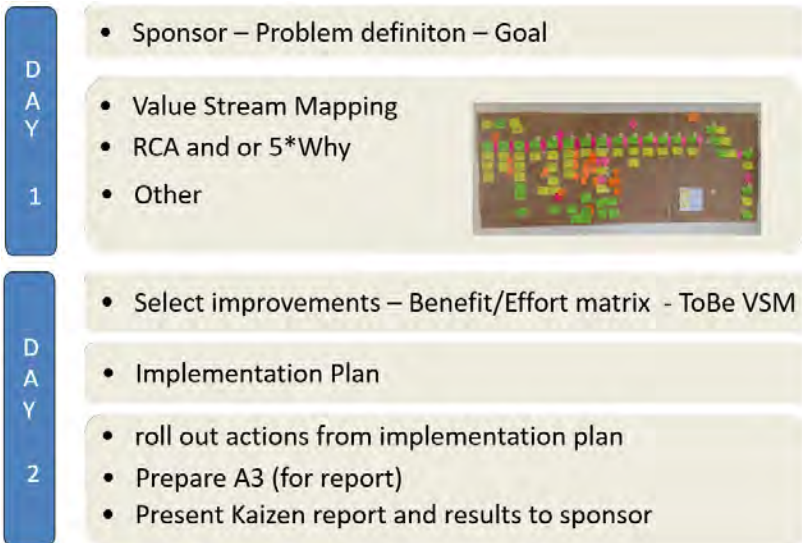 DAY 1
Sponsor – Problem definiton – Goal
Value Stream Mapping
RCA and or 5*Why
Other
DAY 2
Select improvements – Benefit/Effort matrix - ToBe VSM
Implementation Plan
roll out actions from implementation plan
Prepare A3 (for report)
Present Kaizen report and results to sponsor